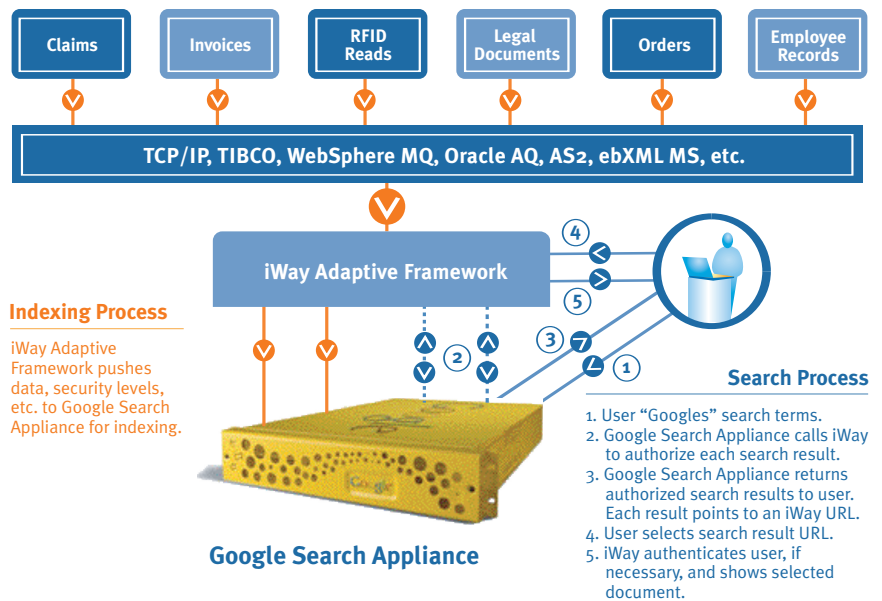 Claims
Invoices
RFID
Reads
Legal
Documents
Orders
Employee
Records
TCP/IP, TIBCO, WebSphere MQ, Oracle AQ, AS2, ebXML MS, etc.
iWay Adaptive Framework
4
5
3
2
1
Indexing Process
iWay Adaptive
Framework pushes
data, security levels,
etc. to Google Search
Appliance for indexing.
Google
Google Search Appliance
Search Process
1. User “Googles” search terms.
2. Google Search Appliance calls iWay
to authorize each search result.
3. Google Search Appliance returns
authorized search results to user.
Each result points to an iWay URL.
4. User selects search result URL.
5. iWay authenticates user, if
necessary, and shows selected
document.